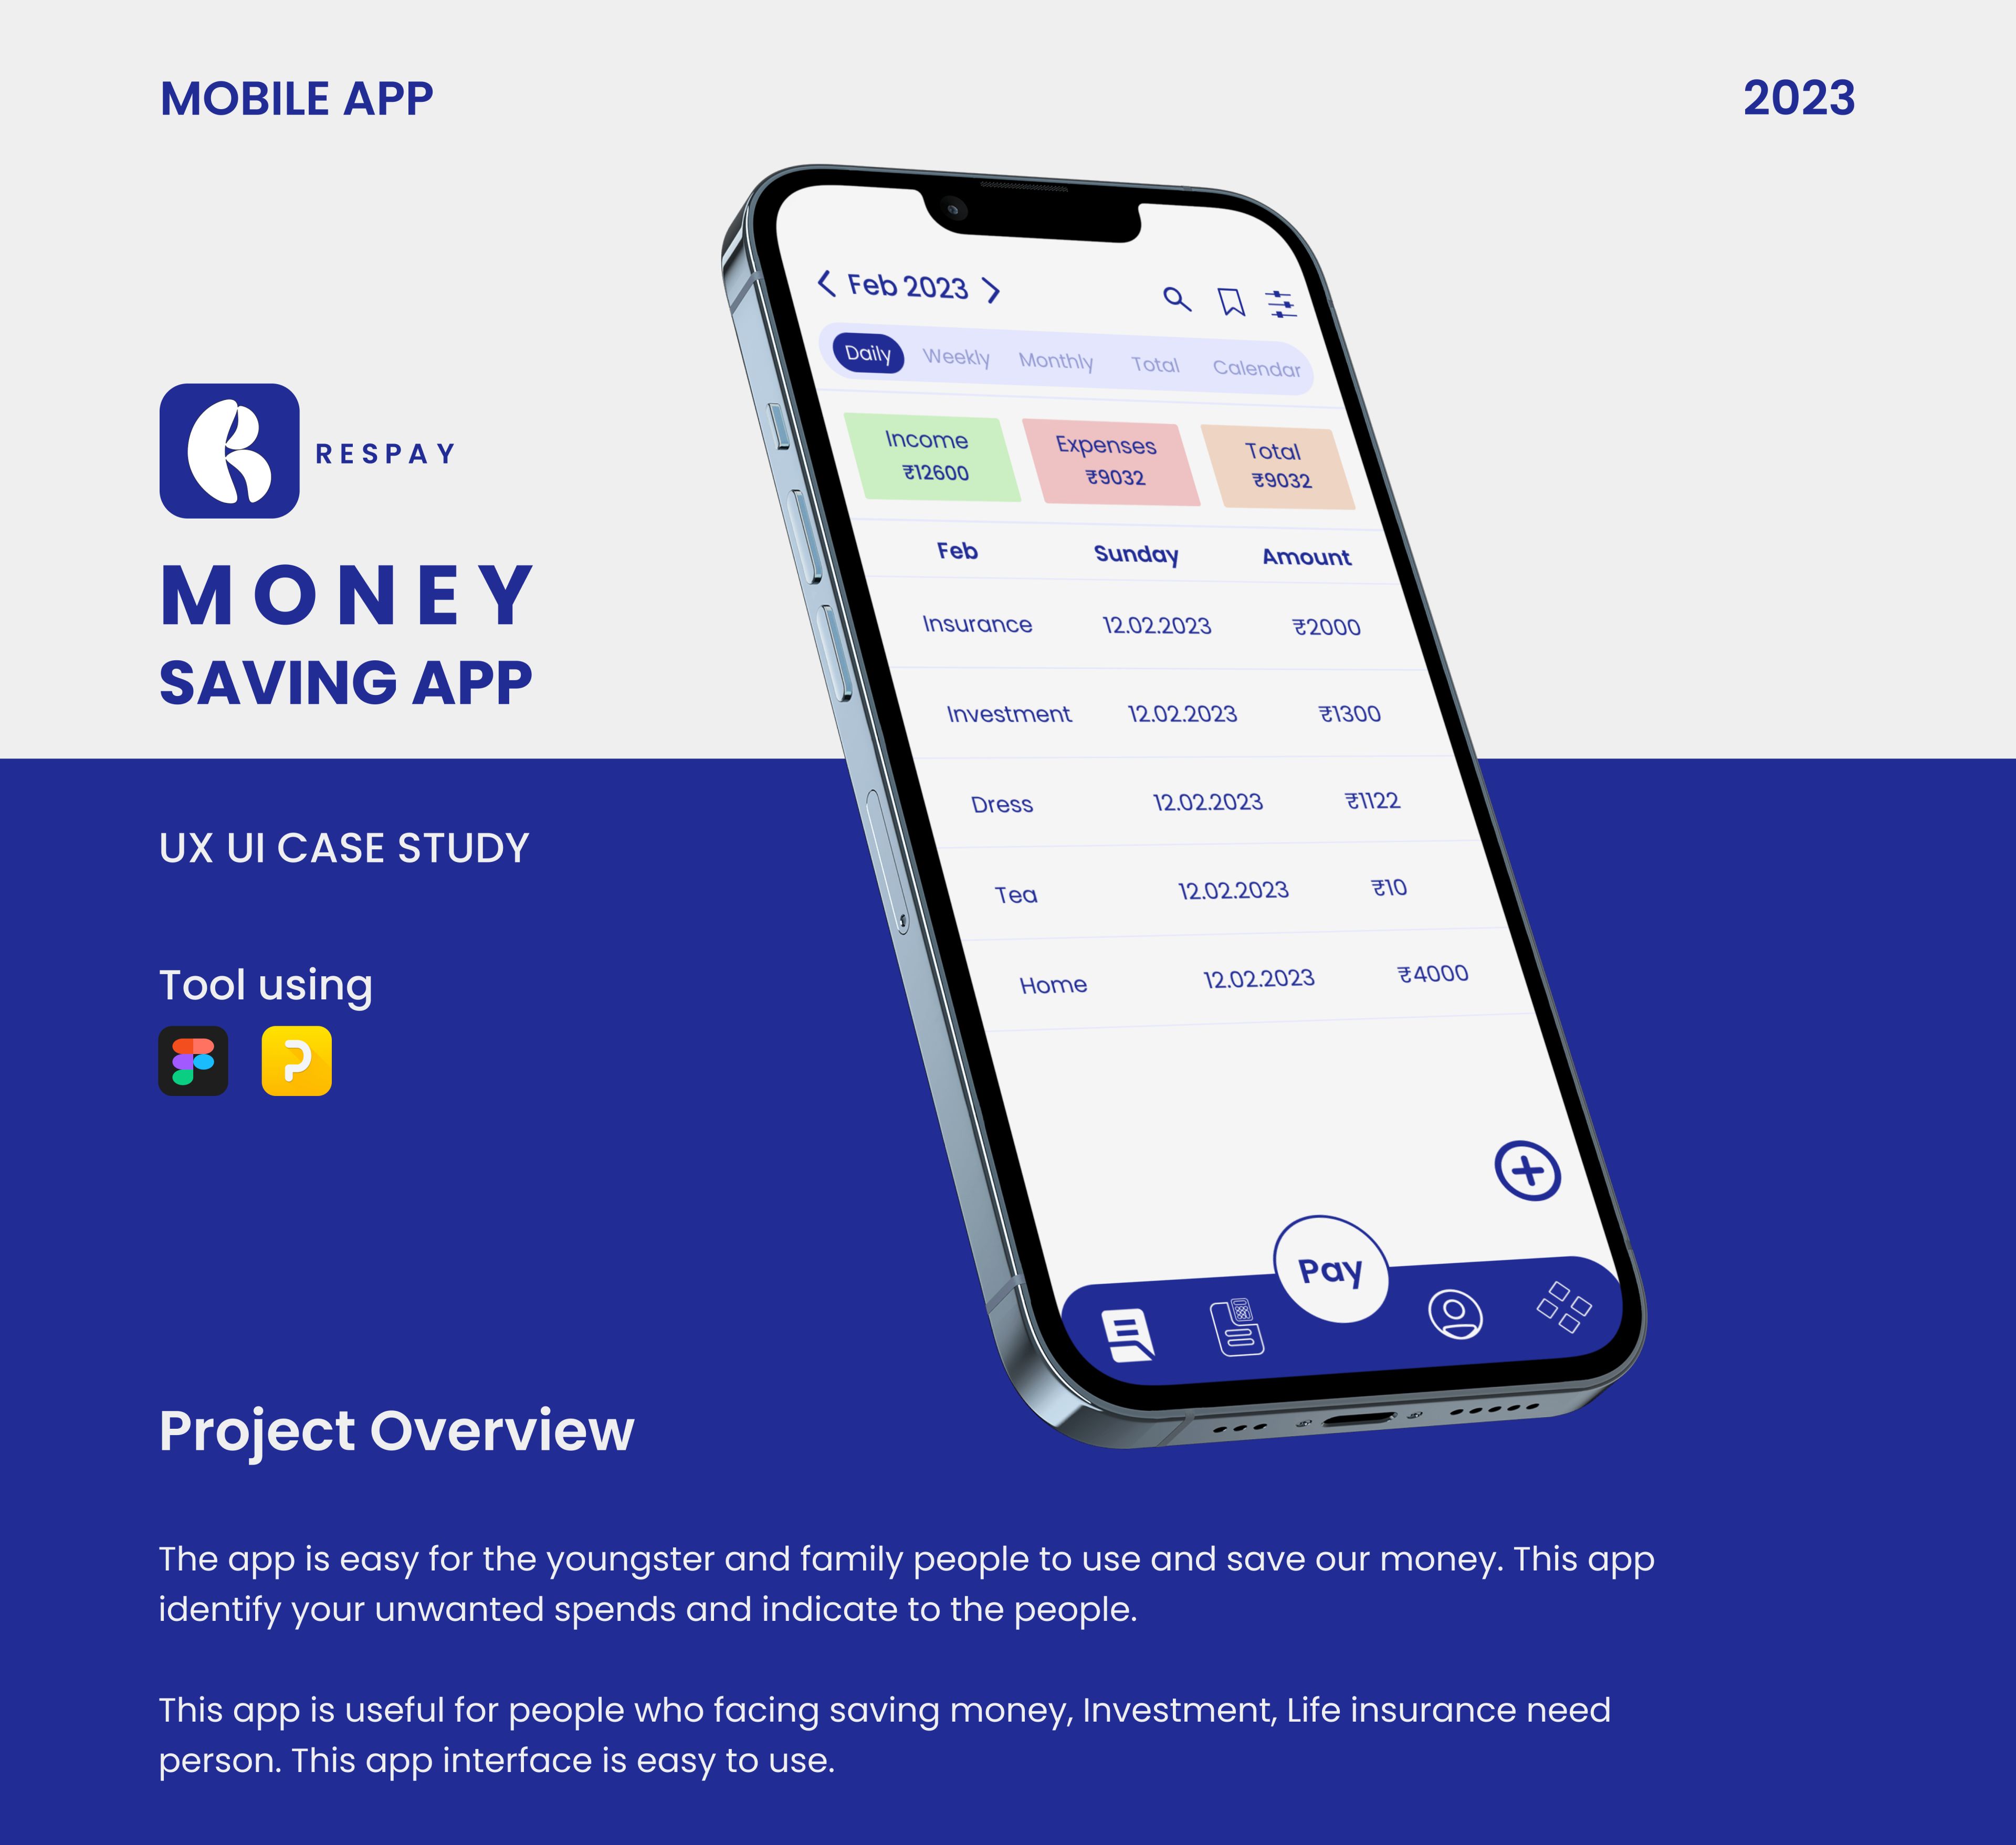 MOBILE APP
2023
RESPAY
MONEY
SAVING APP
UX UI CASE STUDY
Tool using
Feb 2023
Daily Weekly Monthly Total Calendar
Income Expenses Total
₹12600 ₹9032 ₹9032
Feb Sunday Amount
Insurance 12.02.2023 ₹2000
Investment 12.02.2023 ₹1300
Dress 12.02.2023 ₹1122
Tea 12.02.2023 ₹10
Home 12.02.2023 ₹4000
Pay
Project Overview
The app is easy for the youngster and family people to use and save our money. This app
identify your unwanted spends and indicate to the people.
This app is useful for people who facing saving money, Investment, Life insurance need
person. This app interface is easy to use.